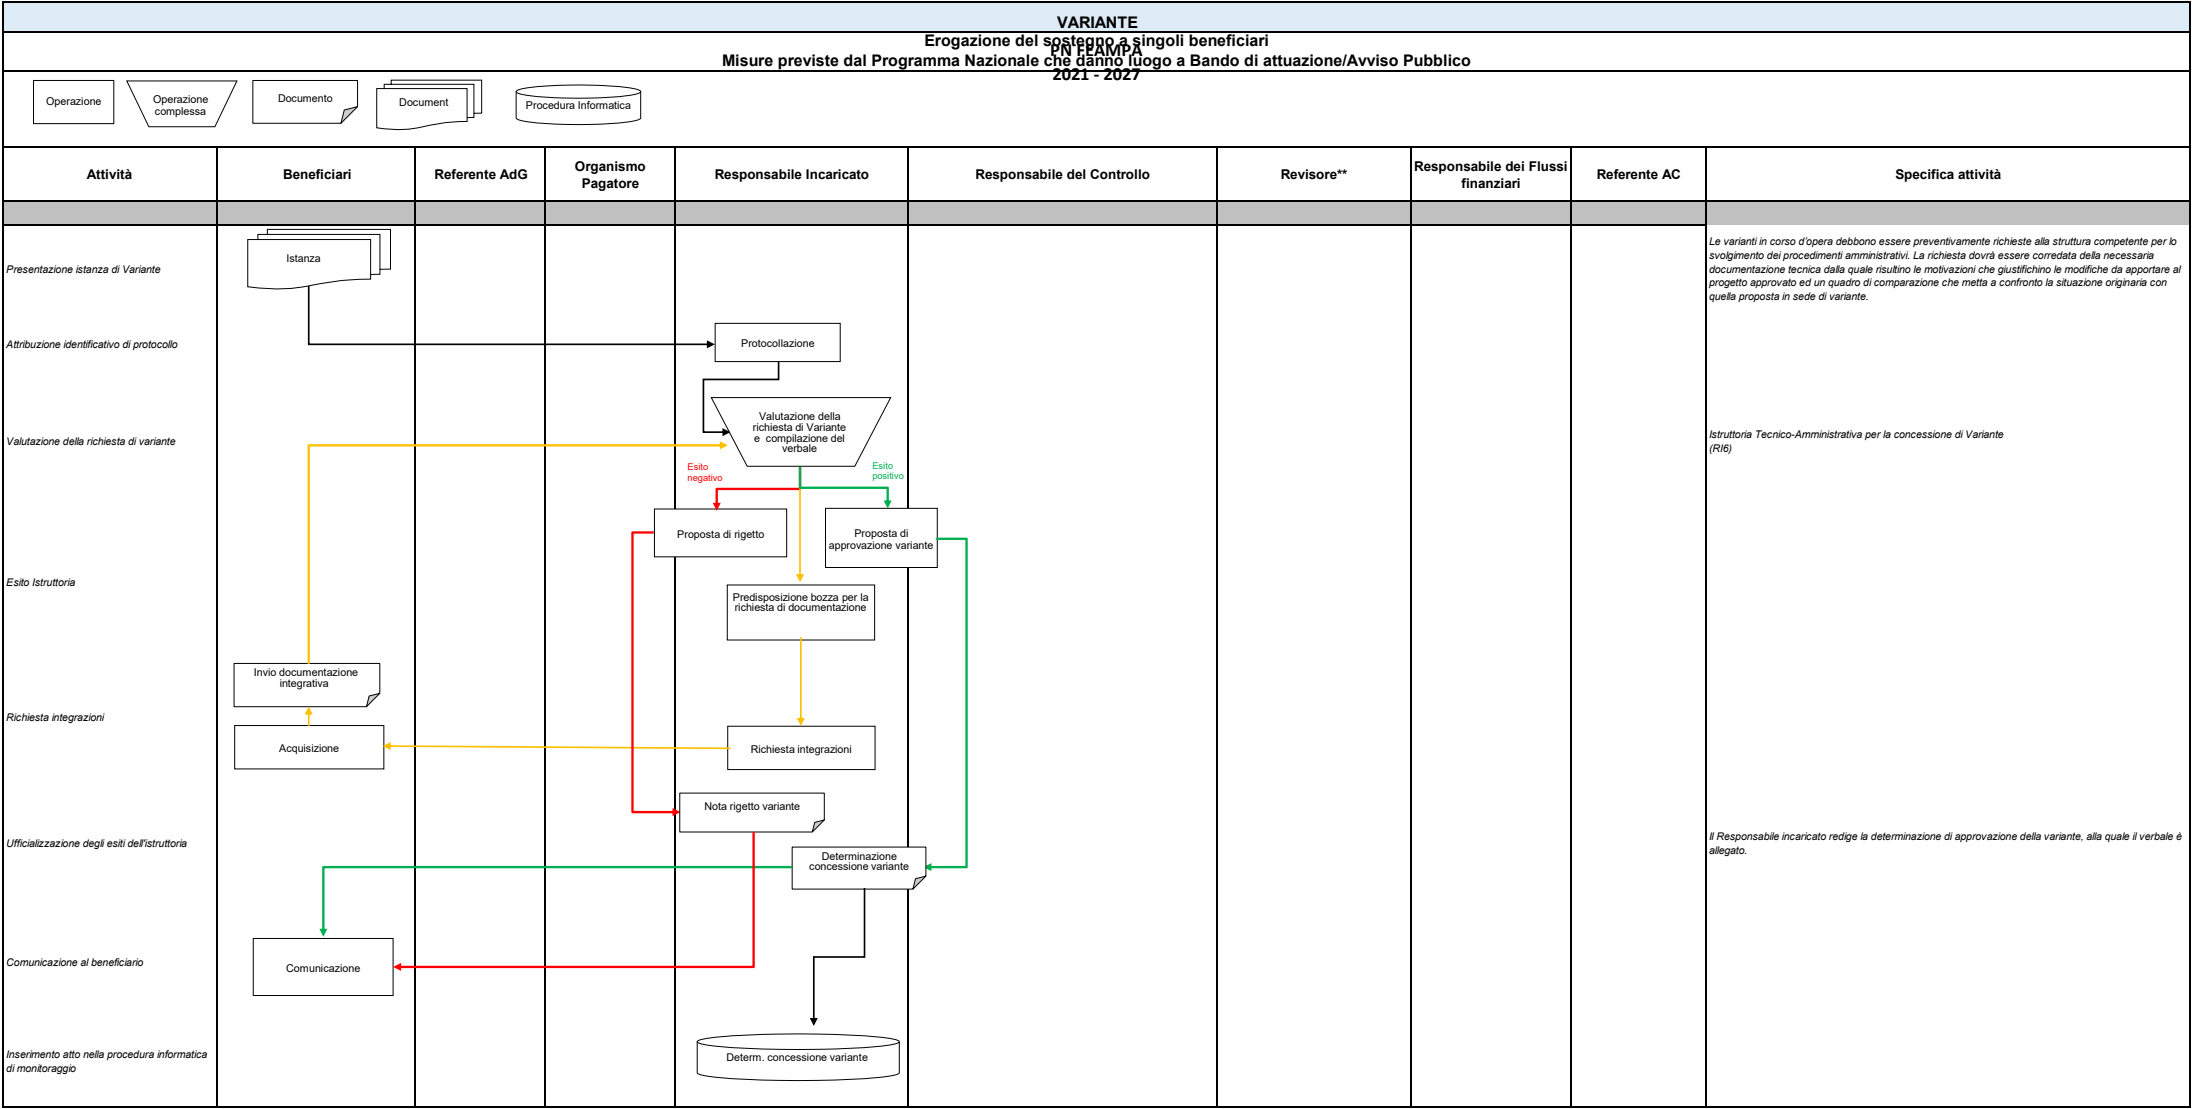 VARIANTE
Erogazione del sostegno a singoli beneficiari
PN FEAMPA
Misure previste dal Programma Nazionale che danno luogo a Bando di attuazione/Avviso Pubblico
2021 - 2027
Operazione
Operazione
complessa
Documento
Document
Procedura Informatica
Attività
Beneficiari
Referente AdG
Organismo
Pagatore
Responsabile Incaricato
Responsabile del Controllo
Revisore**
Responsabile dei Flussi
finanziari
Referente AC
Specifica attività
Presentazione istanza di Variante
Istanza
Le varianti in corso d'opera debbono essere preventivamente richieste alla struttura competente per lo
svolgimento dei procedimenti amministrativi. La richiesta dovrà essere corredata della necessaria
documentazione tecnica dalla quale risultino le motivazioni che giustifichino le modifiche da apportare al
progetto approvato ed un quadro di comparazione che metta a confronto la situazione originaria con
quella proposta in sede di variante.
Attribuzione identificativo di protocollo
Protocollazione
Valutazione della richiesta di variante
Valutazione della
richiesta di Variante
e compilazione del
verbale
Istruttoria Tecnico-Amministrativa per la concessione di Variante
(RI6)
Esito
negativo
Esito
positivo
Proposta di rigetto
Proposta di
approvazione variante
Esito Istruttoria
Predisposizione bozza per la
richiesta di documentazione
Invio documentazione
integrativa
Richiesta integrazioni
Acquisizione
Richiesta integrazioni
Nota rigetto variante
Ufficializzazione degli esiti dell'istruttoria
Il Responsabile incaricato redige la determinazione di approvazione della variante, alla quale il verbale è
allegato.
Determinazione
concessione variante
Comunicazione al beneficiario
Comunicazione
Inserimento atto nella procedura informatica
di monitoraggio
Determ. concessione variante